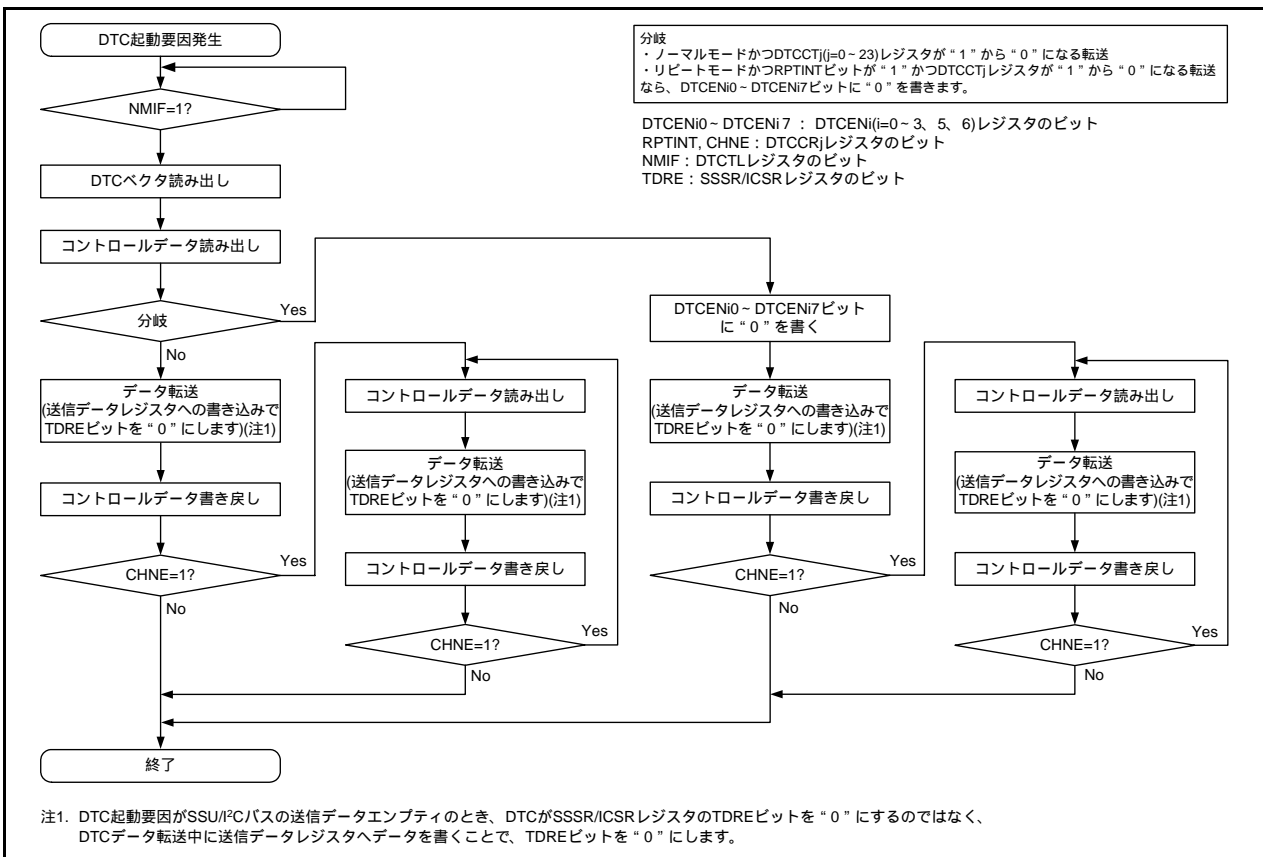 DTC起動要因発生
NMIF=1?
DTCベクタ読み出し
コントロールデータ読み出し
分岐
Yes
No
データ転送
(送信データレジスタへの書き込みで
TDREビットを“0”にします)(注1)
コントロールデータ書き戻し
CHNE=1?
Yes
No
コントロールデータ読み出し
データ転送
(送信データレジスタへの書き込みで
TDREビットを“0”にします)(注1)
コントロールデータ書き戻し
CHNE=1?
Yes
No
終了
分岐
・ノーマルモードかつDTCCTj(j=0~23)レジスタが“1”から“0”になる転送
・リピートモードかつRPTINTビットが“1”かつDTCCTjレジスタが“1”から“0”になる転送
なら、DTCENi0~DTCENi7ビットに“0”を書きます。
DTCENi0~DTCENi7：DTCENi(i=0~3、5、6)レジスタのビット
RPTINT, CHNE：DTCCRjレジスタのビット
NMIF：DTCTLレジスタのビット
TDRE：SSSR/ICSRレジスタのビット
DTCENi0~DTCENi7ビット
に“0”を書く
データ転送
(送信データレジスタへの書き込みで
TDREビットを“0”にします)(注1)
コントロールデータ書き戻し
CHNE=1?
Yes
No
コントロールデータ読み出し
データ転送
(送信データレジスタへの書き込みで
TDREビットを“0”にします)(注1)
コントロールデータ書き戻し
CHNE=1?
Yes
No
注1. DTC起動要因がSSU/I²Cバスの送信データエンプティのとき、DTCがSSSR/ICSRレジスタのTDREビットを“0”にするのではなく、
DTCデータ転送中に送信データレジスタへデータを書くことで、TDREビットを“0”にします。